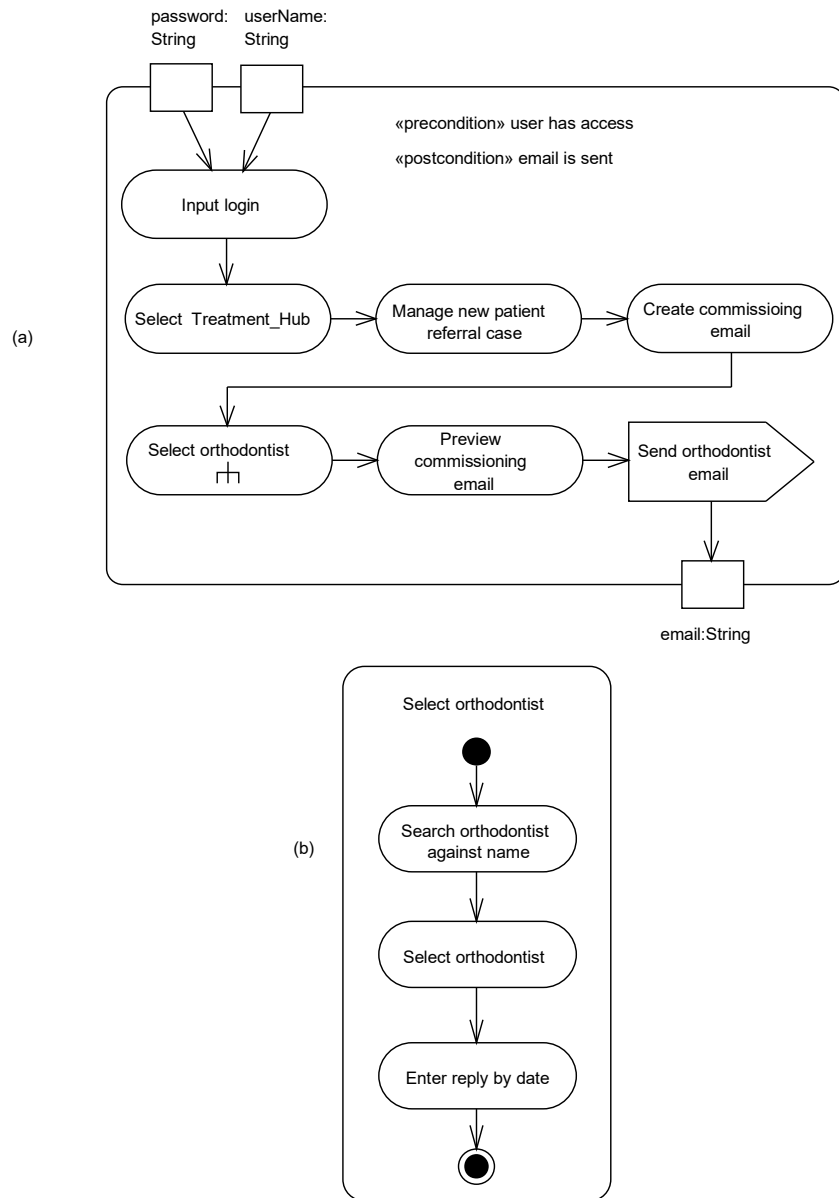 password:
String
userName:
String
«precondition» user has access
«postcondition» email is sent
Input login
Select Treatment_Hub
Manage new patient
referral case
Create commissioing
email
(a)
Select orthodontist
Preview
commissioning
email
Send orthodontist
email
email:String
Select orthodontist
(b)
Search orthodontist
against name
Select orthodontist
Enter reply by date